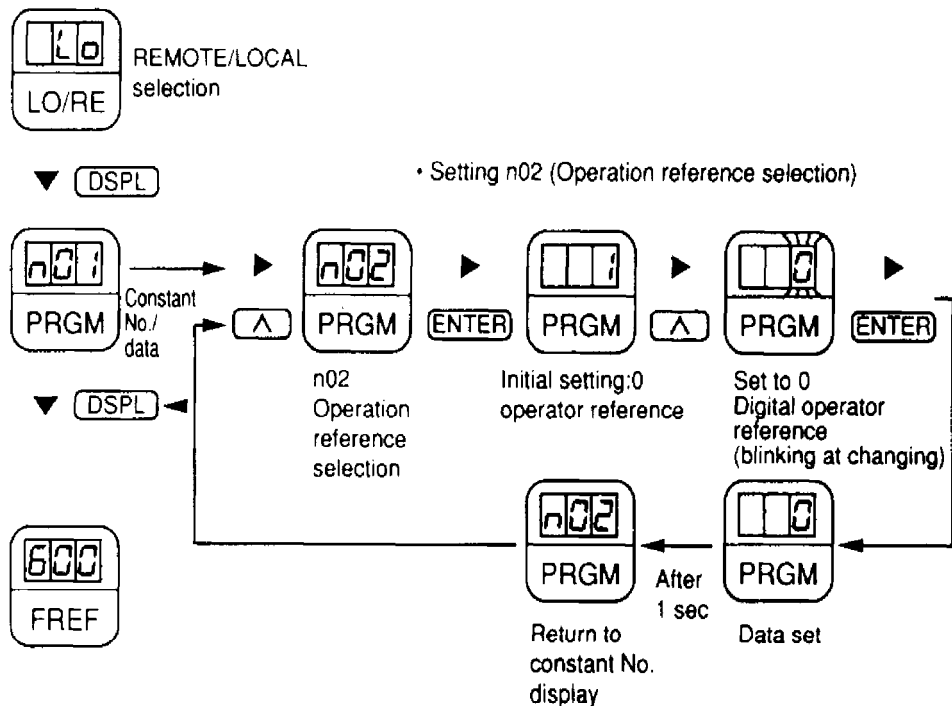 Lo
REMOTE/LOCAL
selection
LO/RE
DSPL
• Setting n02 (Operation reference selection)
n01
PRGM
Constant
No./
data
∧
n02
PRGM
ENTER
1
PRGM
∧
0
PRGM
ENTER
n02
Operation
reference
selection
Initial setting:0
operator reference
Set to 0
Digital operator
reference
(blinking at changing)
DSPL
600
FREF
n02
PRGM
After
1 sec
0
PRGM
Return to
constant No.
display
Data set